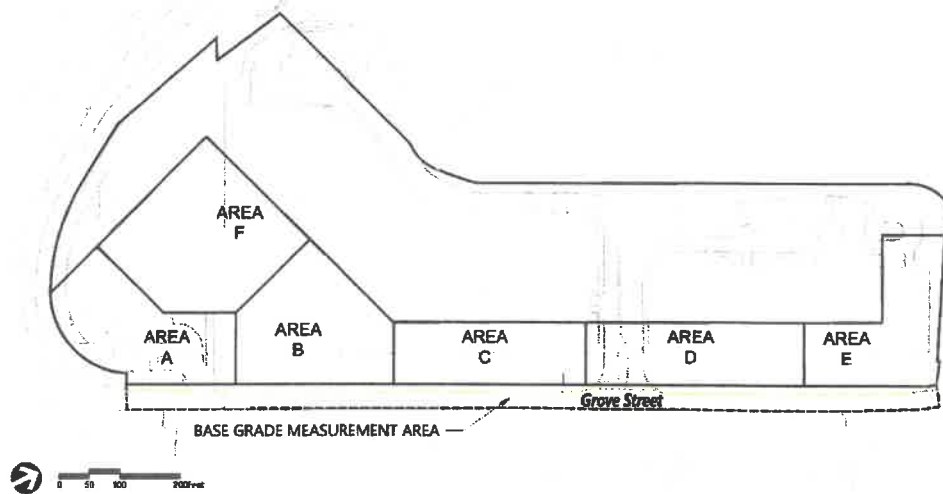 AREA
F
AREA
A
AREA
B
AREA
C
AREA
D
AREA
E
Grove Street
BASE GRADE MEASUREMENT AREA
0 50 100 200Feet